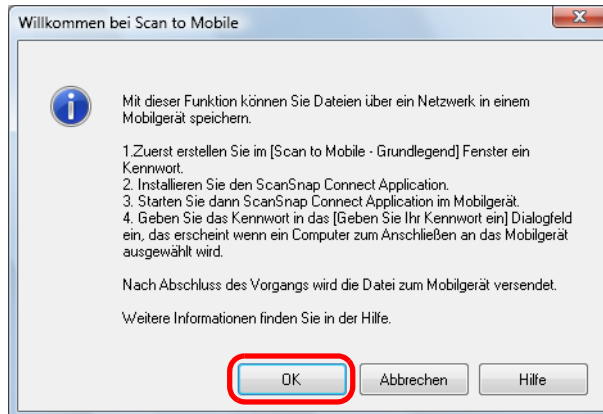 Willkommen bei Scan to Mobile
Mit dieser Funktion können Sie Dateien über ein Netzwerk in einem
Mobilgerät speichern.
1.Zuerst erstellen Sie im [Scan to Mobile - Grundlegend] Fenster ein
Kennwort.
2. Installieren Sie den ScanSnap Connect Application.
3. Starten Sie dann ScanSnap Connect Application im Mobilgerät.
4. Geben Sie das Kennwort in das [Geben Sie Ihr Kennwort ein] Dialogfeld
ein, das erscheint wenn ein Computer zum Anschließen an das Mobilgerät
ausgewählt wird.
Nach Abschluss des Vorgangs wird die Datei zum Mobilgerät versendet.
Weitere Informationen finden Sie in der Hilfe.
OK Abbrechen Hilfe